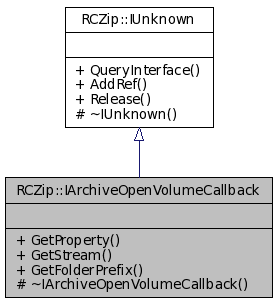 RCZip::IUnknown
+ QueryInterface()
+ AddRef()
+ Release()
# ~IUnknown()
RCZip::IArchiveOpenVolumeCallback
+ GetProperty()
+ GetStream()
+ GetFolderPrefix()
# ~IArchiveOpenVolumeCallback()